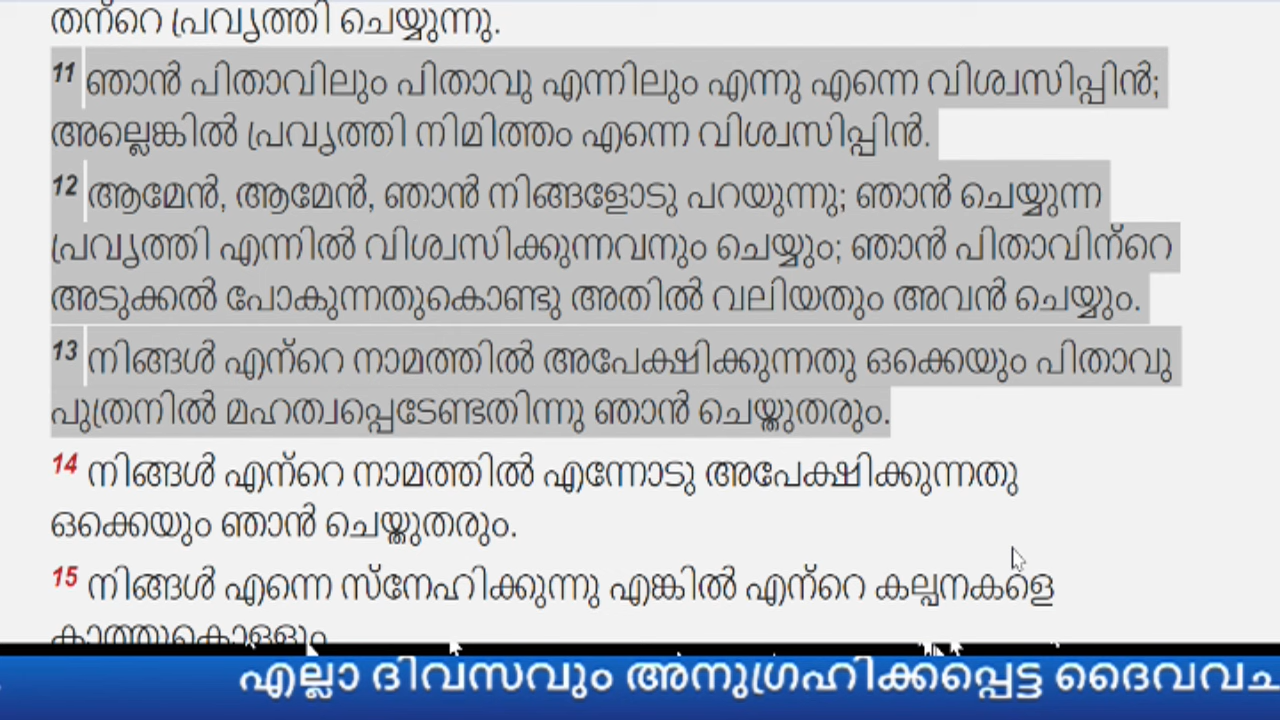 തന്റെ പ്രവൃത്തി ചെയ്യുന്നു.
11 ഞാൻ പിതാവിലും പിതാവു എന്നിലും എന്നു എന്നെ വിശ്വസിപ്പിൻ;
അല്ലെങ്കിൽ പ്രവൃത്തി നിമിത്തം എന്നെ വിശ്വസിപ്പിൻ.
12 ആമേൻ, ആമേൻ, ഞാൻ നിങ്ങളോടു പറയുന്നു; ഞാൻ ചെയ്യുന്ന
പ്രവൃത്തി എന്നിൽ വിശ്വസിക്കുന്നവനും ചെയ്യും; ഞാൻ പിതാവിന്റെ
അടുക്കൽ പോകുന്നതുകൊണ്ടു അതിൽ വലിയതും അവൻ ചെയ്യും.
13 നിങ്ങൾ എന്റെ നാമത്തിൽ അപേക്ഷിക്കുന്നതു ഒക്കെയും പിതാവു
പുത്രനിൽ മഹത്വപ്പെടേണ്ടതിന്നു ഞാൻ ചെയ്തുതരും.
14 നിങ്ങൾ എന്റെ നാമത്തിൽ എന്നോടു അപേക്ഷിക്കുന്നതു
ഒക്കെയും ഞാൻ ചെയ്തുതരും.
15 നിങ്ങൾ എന്നെ സ്നേഹിക്കുന്നു എങ്കിൽ എന്റെ കല്പനകളെ
കാത്തുകൊള്ളും
എല്ലാ ദിവസവും അനുഗ്രഹിക്കപ്പെട്ട ദൈവവച